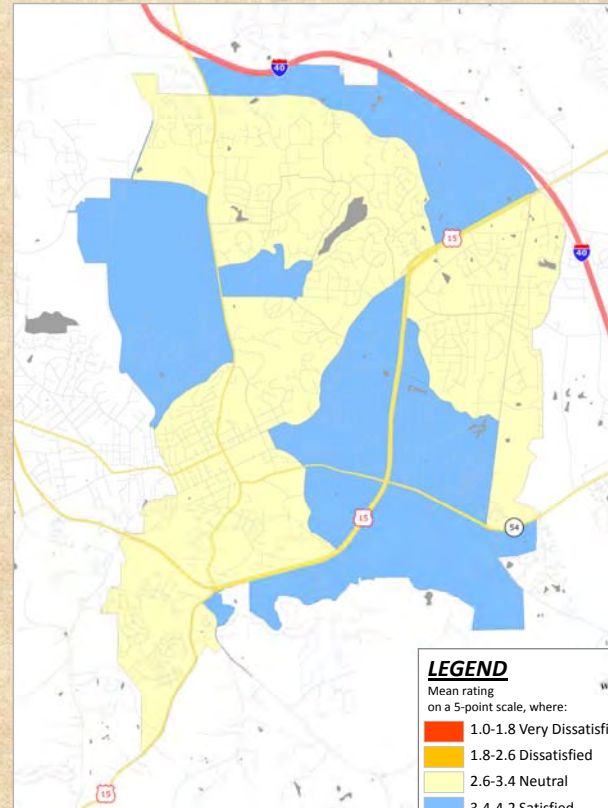 40
15
40
15
54
15
LEGEND
Mean rating
on a 5-point scale, where:
1.0-1.8 Very Dissatisfi
1.8-2.6 Dissatisfied
2.6-3.4 Neutral
3.4-4.2 Satisfied